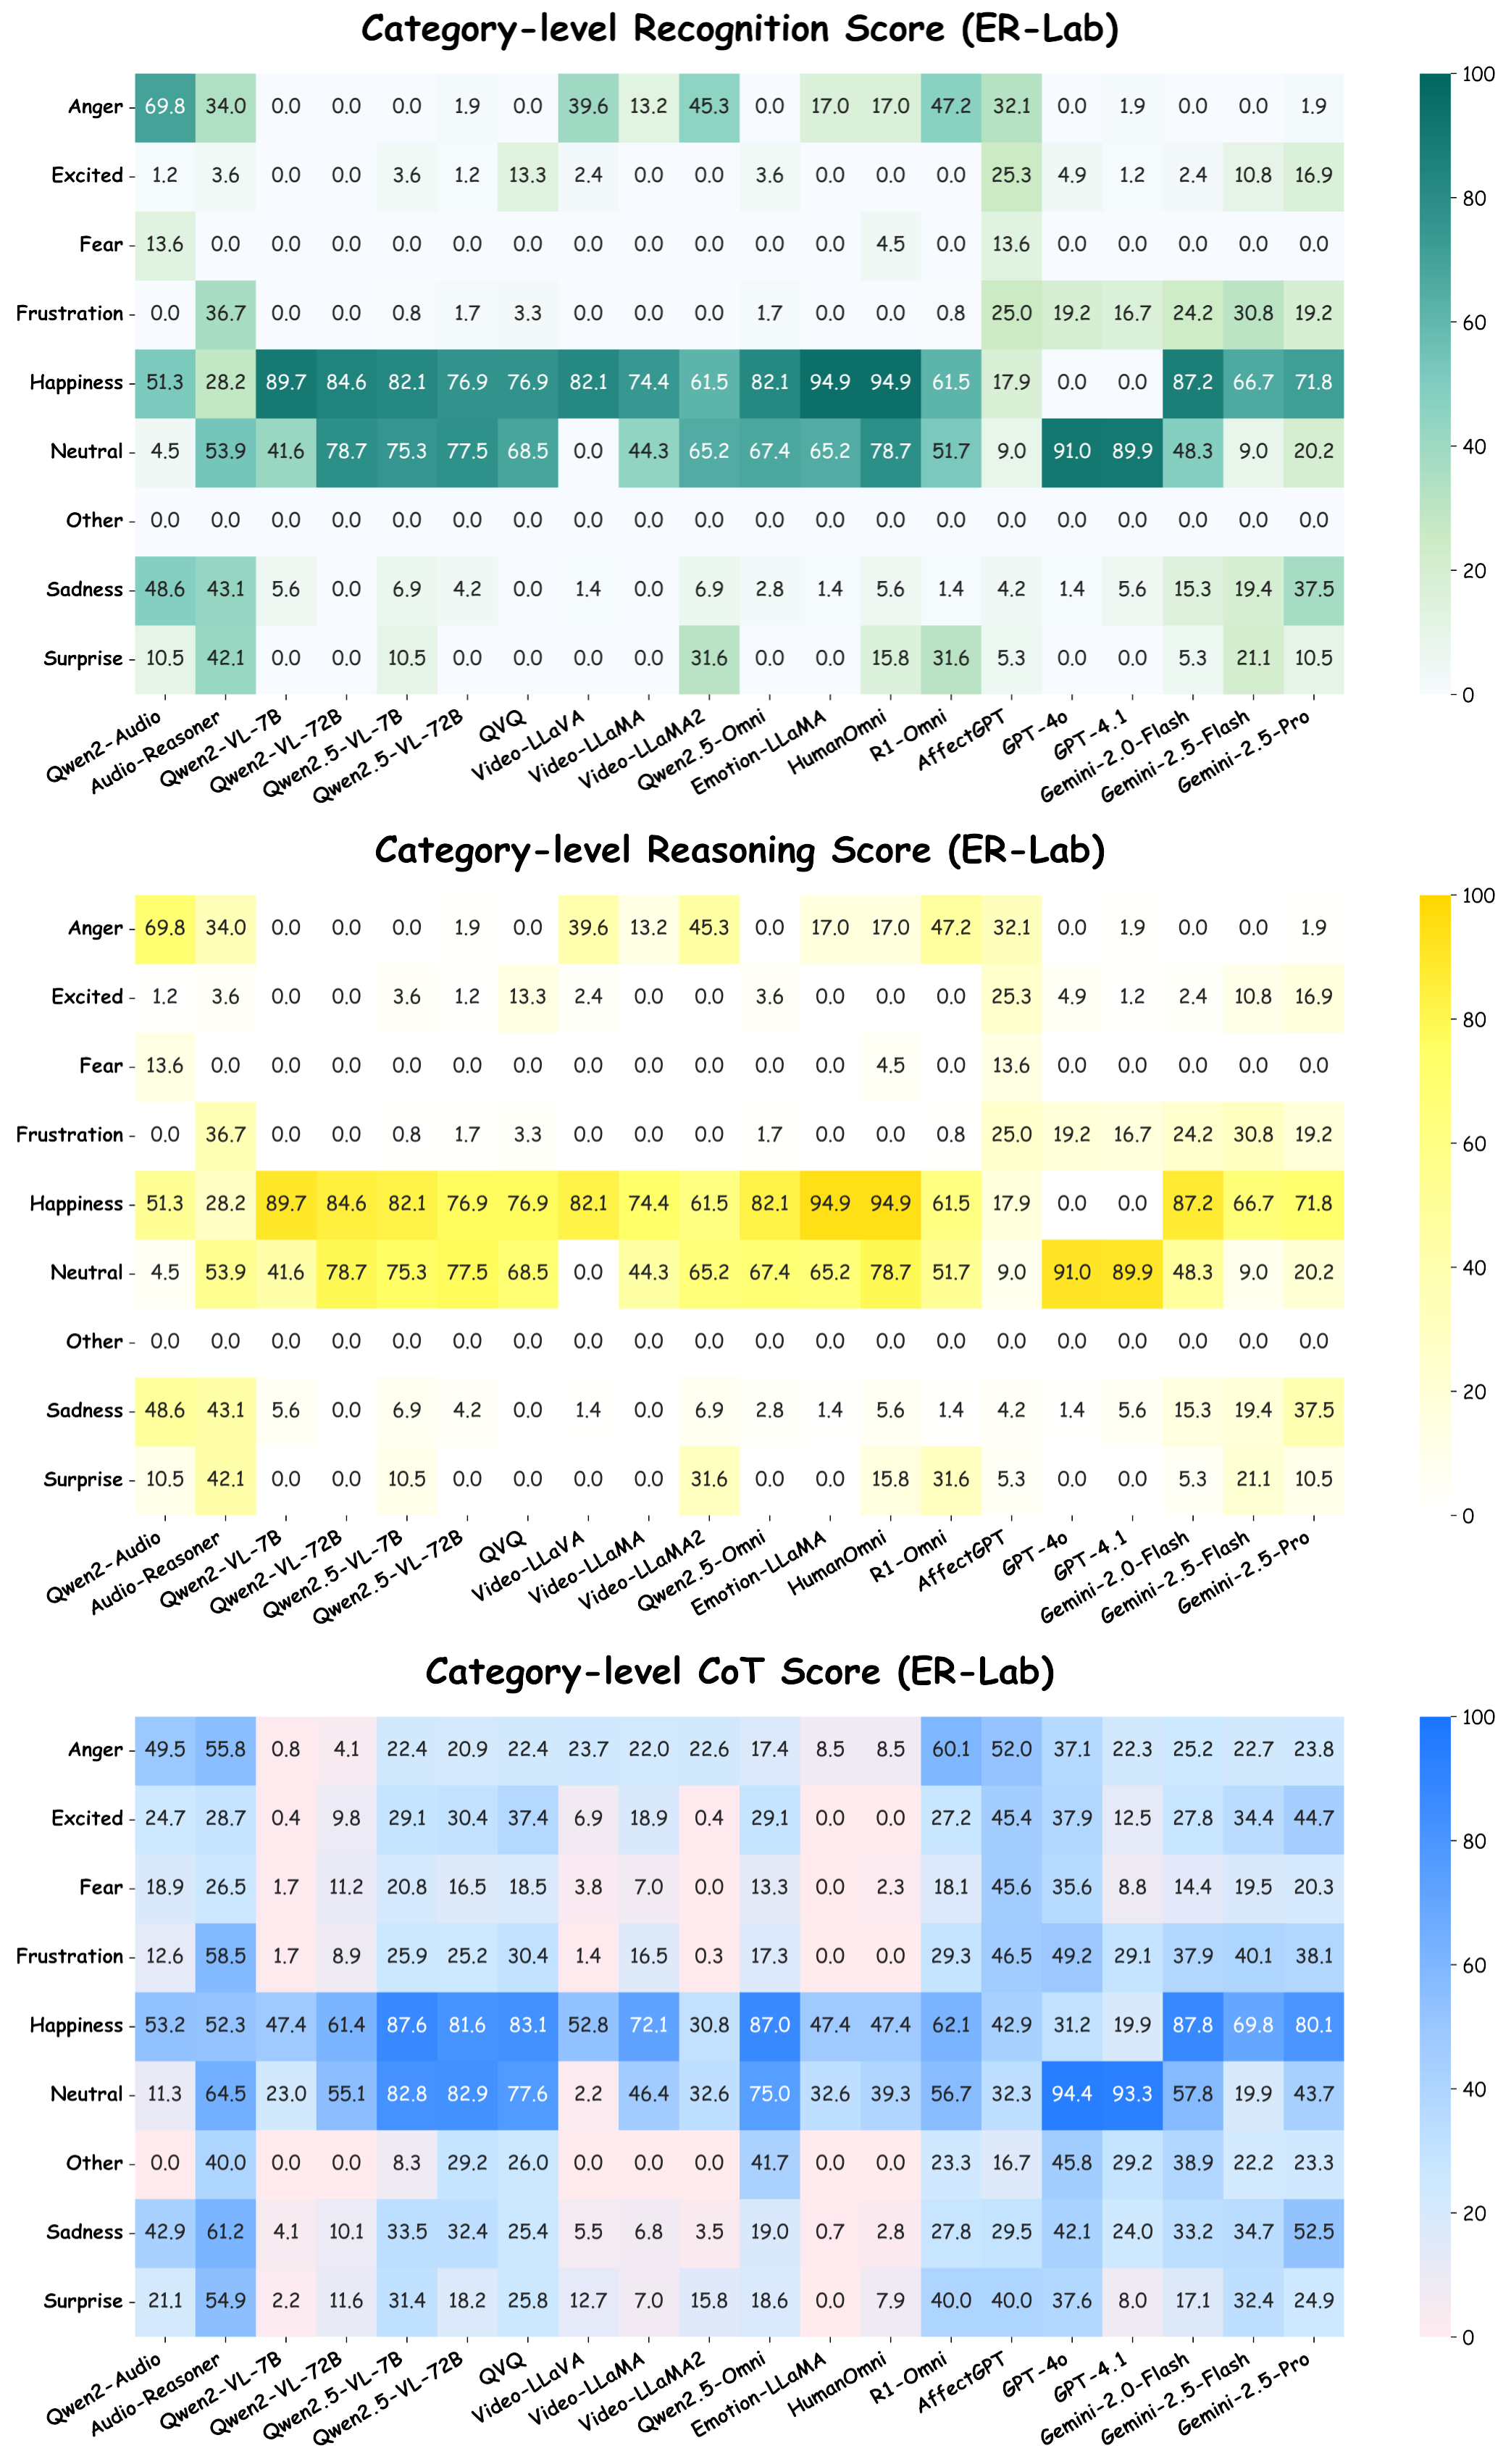 Category-level Recognition Score (ER-Lab)
Anger 69.8 34.0 0.0 0.0 0.0 1.9 0.0 39.6 13.2 45.3 0.0 17.0 17.0 47.2 32.1 0.0 1.9 0.0 0.0 1.9
Excited 1.2 3.6 0.0 0.0 3.6 1.2 13.3 2.4 0.0 0.0 3.6 0.0 0.0 0.0 25.3 4.9 1.2 2.4 10.8 16.9
Fear 13.6 0.0 0.0 0.0 0.0 0.0 0.0 0.0 0.0 0.0 0.0 0.0 4.5 0.0 13.6 0.0 0.0 0.0 0.0 0.0
Frustration 0.0 36.7 0.0 0.0 0.8 1.7 3.3 0.0 0.0 0.0 1.7 0.0 0.0 0.8 25.0 19.2 16.7 24.2 30.8 19.2
Happiness 51.3 28.2 89.7 84.6 82.1 76.9 76.9 82.1 74.4 61.5 82.1 94.9 94.9 61.5 17.9 0.0 0.0 87.2 66.7 71.8
Neutral 4.5 53.9 41.6 78.7 75.3 77.5 68.5 0.0 44.3 65.2 67.4 65.2 78.7 51.7 9.0 91.0 89.9 48.3 9.0 20.2
Other 0.0 0.0 0.0 0.0 0.0 0.0 0.0 0.0 0.0 0.0 0.0 0.0 0.0 0.0 0.0 0.0 0.0 0.0 0.0 0.0
Sadness 48.6 43.1 5.6 0.0 6.9 4.2 0.0 1.4 0.0 6.9 2.8 1.4 5.6 1.4 4.2 1.4 5.6 15.3 19.4 37.5
Surprise 10.5 42.1 0.0 0.0 10.5 0.0 0.0 0.0 0.0 31.6 0.0 0.0 15.8 31.6 5.3 0.0 0.0 5.3 21.1 10.5
Qwen2-Audio Audio-Reasoner Qwen2-VL-7B Qwen2-VL-72B Qwen2.5-VL-7B Qwen2.5-VL-72B QVQ Video-LLaVA Video-LLaMA Video-LLaMA2 Qwen2.5-Omni Emotion-LLaMA HumanOmni R1-Omni AffectGPT GPT-4o GPT-4.1 Gemini-2.0-Flash Gemini-2.5-Flash Gemini-2.5-Pro
100
80
60
40
20
0
Category-level Reasoning Score (ER-Lab)
Anger 69.8 34.0 0.0 0.0 0.0 1.9 0.0 39.6 13.2 45.3 0.0 17.0 17.0 47.2 32.1 0.0 1.9 0.0 0.0 1.9
Excited 1.2 3.6 0.0 0.0 3.6 1.2 13.3 2.4 0.0 0.0 3.6 0.0 0.0 0.0 25.3 4.9 1.2 2.4 10.8 16.9
Fear 13.6 0.0 0.0 0.0 0.0 0.0 0.0 0.0 0.0 0.0 0.0 0.0 4.5 0.0 13.6 0.0 0.0 0.0 0.0 0.0
Frustration 0.0 36.7 0.0 0.0 0.8 1.7 3.3 0.0 0.0 0.0 1.7 0.0 0.0 0.8 25.0 19.2 16.7 24.2 30.8 19.2
Happiness 51.3 28.2 89.7 84.6 82.1 76.9 76.9 82.1 74.4 61.5 82.1 94.9 94.9 61.5 17.9 0.0 0.0 87.2 66.7 71.8
Neutral 4.5 53.9 41.6 78.7 75.3 77.5 68.5 0.0 44.3 65.2 67.4 65.2 78.7 51.7 9.0 91.0 89.9 48.3 9.0 20.2
Other 0.0 0.0 0.0 0.0 0.0 0.0 0.0 0.0 0.0 0.0 0.0 0.0 0.0 0.0 0.0 0.0 0.0 0.0 0.0 0.0
Sadness 48.6 43.1 5.6 0.0 6.9 4.2 0.0 1.4 0.0 6.9 2.8 1.4 5.6 1.4 4.2 1.4 5.6 15.3 19.4 37.5
Surprise 10.5 42.1 0.0 0.0 10.5 0.0 0.0 0.0 0.0 31.6 0.0 0.0 15.8 31.6 5.3 0.0 0.0 5.3 21.1 10.5
Qwen2-Audio Audio-Reasoner Qwen2-VL-7B Qwen2-VL-72B Qwen2.5-VL-7B Qwen2.5-VL-72B QVQ Video-LLaVA Video-LLaMA Video-LLaMA2 Qwen2.5-Omni Emotion-LLaMA HumanOmni R1-Omni AffectGPT GPT-4o GPT-4.1 Gemini-2.0-Flash Gemini-2.5-Flash Gemini-2.5-Pro
100
80
60
40
20
0
Category-level CoT Score (ER-Lab)
Anger 49.5 55.8 0.8 4.1 22.4 20.9 22.4 23.7 22.0 22.6 17.4 8.5 8.5 60.1 52.0 37.1 22.3 25.2 22.7 23.8
Excited 24.7 28.7 0.4 9.8 29.1 30.4 37.4 6.9 18.9 0.4 29.1 0.0 0.0 27.2 45.4 37.9 12.5 27.8 34.4 44.7
Fear 18.9 26.5 1.7 11.2 20.8 16.5 18.5 3.8 7.0 0.0 13.3 0.0 2.3 18.1 45.6 35.6 8.8 14.4 19.5 20.3
Frustration 12.6 58.5 1.7 8.9 25.9 25.2 30.4 1.4 16.5 0.3 17.3 0.0 0.0 29.3 46.5 49.2 29.1 37.9 40.1 38.1
Happiness 53.2 52.3 47.4 61.4 87.6 81.6 83.1 52.8 72.1 30.8 87.0 47.4 47.4 62.1 42.9 31.2 19.9 87.8 69.8 80.1
Neutral 11.3 64.5 23.0 55.1 82.8 82.9 77.6 2.2 46.4 32.6 75.0 32.6 39.3 56.7 32.3 94.4 93.3 57.8 19.9 43.7
Other 0.0 40.0 0.0 0.0 8.3 29.2 26.0 0.0 0.0 0.0 41.7 0.0 0.0 23.3 16.7 45.8 29.2 38.9 22.2 23.3
Sadness 42.9 61.2 4.1 10.1 33.5 32.4 25.4 5.5 6.8 3.5 19.0 0.7 2.8 27.8 29.5 42.1 24.0 33.2 34.7 52.5
Surprise 21.1 54.9 2.2 11.6 31.4 18.2 25.8 12.7 7.0 15.8 18.6 0.0 7.9 40.0 40.0 37.6 8.0 17.1 32.4 24.9
Qwen2-Audio Audio-Reasoner Qwen2-VL-7B Qwen2-VL-72B Qwen2.5-VL-7B Qwen2.5-VL-72B QVQ Video-LLaVA Video-LLaMA Video-LLaMA2 Qwen2.5-Omni Emotion-LLaMA HumanOmni R1-Omni AffectGPT GPT-4o GPT-4.1 Gemini-2.0-Flash Gemini-2.5-Flash Gemini-2.5-Pro
100
80
60
40
20
0